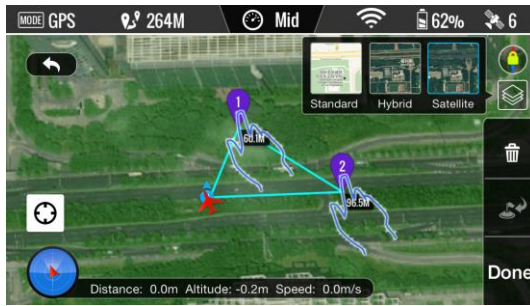 MODE GPS 264M Mid 62% 6
Standard Hybrid Satellite
1
60.1M
2
96.5M
Done
Distance: 0.0m Altitude: -0.2m Speed: 0.0m/s